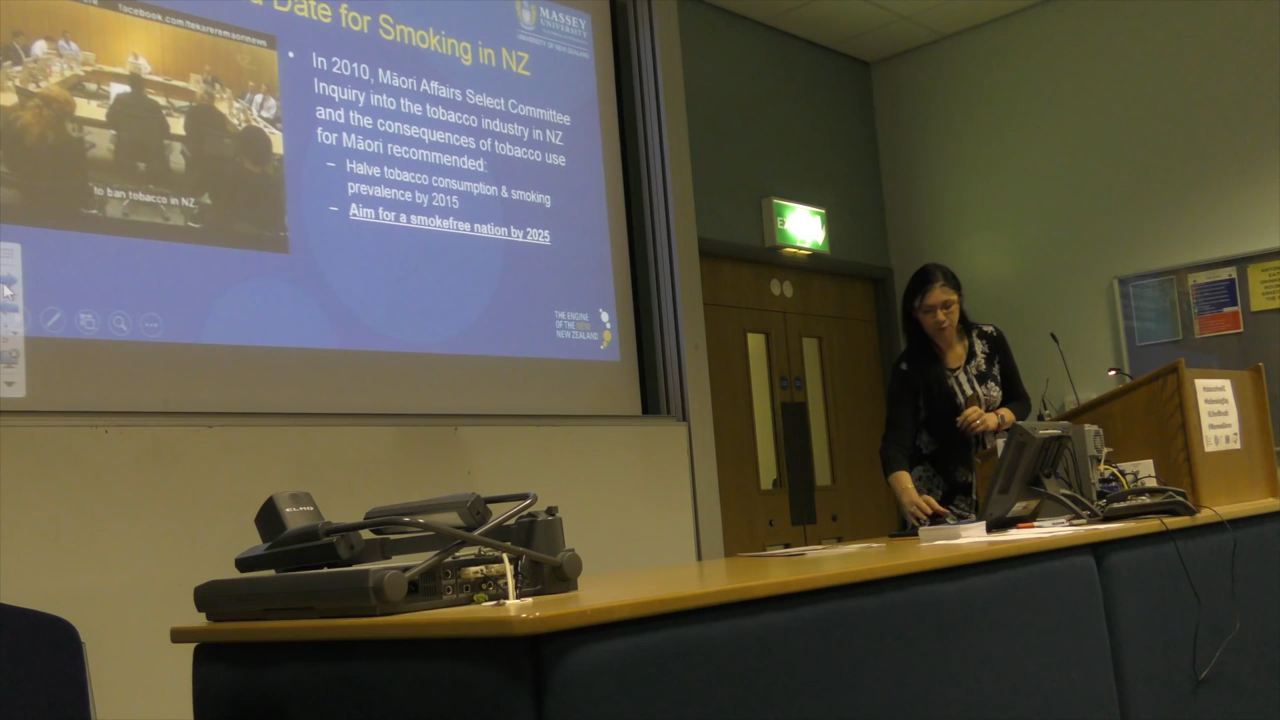 facebook.com/tekareremaorinews
Date for Smoking in NZ
MASSEY
UNIVERSITY
UNIVERSITY OF NEW ZEALAND
• In 2010, Māori Affairs Select Committee
Inquiry into the tobacco industry in NZ
and the consequences of tobacco use
for Māori recommended:
– Halve tobacco consumption & smoking
prevalence by 2015
– Aim for a smokefree nation by 2025
to ban tobacco in NZ
THE ENGINE
OF THE NEW
NEW ZEALAND
ELMO